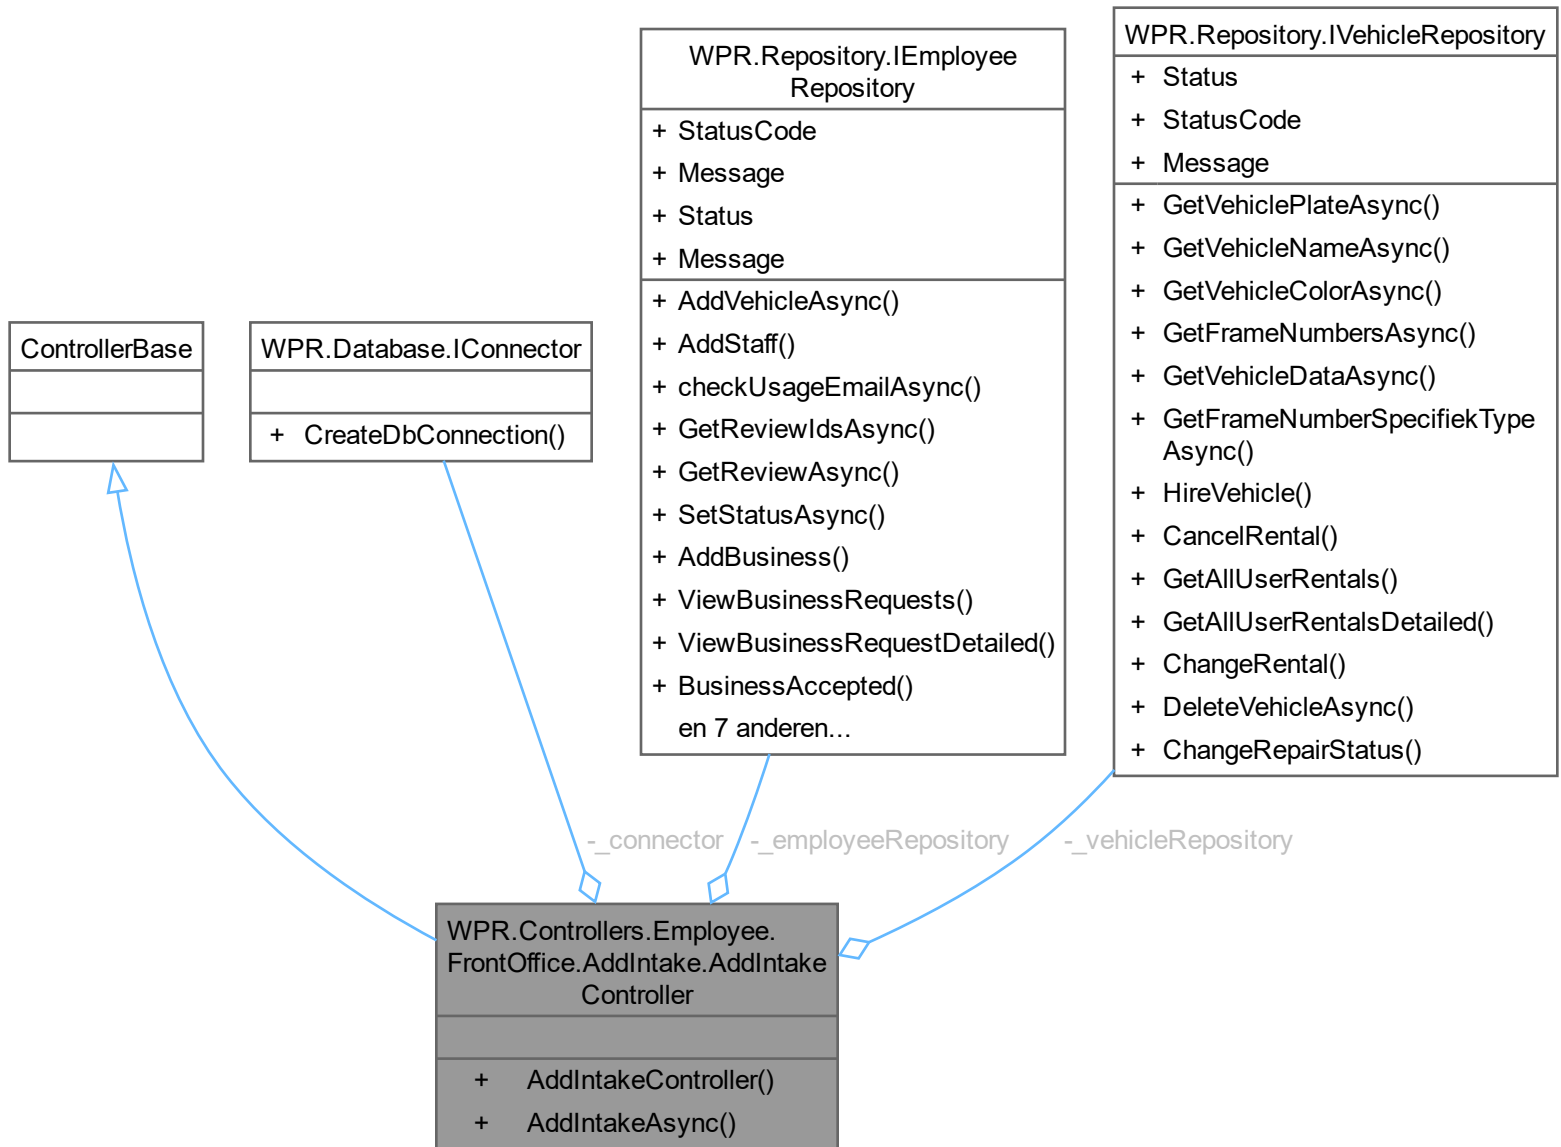 ControllerBase
WPR.Database.IConnector
+ CreateDbConnection()
WPR.Repository.IEmployee
Repository
+ StatusCode
+ Message
+ Status
+ Message
+ AddVehicleAsync()
+ AddStaff()
+ checkUsageEmailAsync()
+ GetReviewIdsAsync()
+ GetReviewAsync()
+ SetStatusAsync()
+ AddBusiness()
+ ViewBusinessRequests()
+ ViewBusinessRequestDetailed()
+ BusinessAccepted()
en 7 anderen...
WPR.Repository.IVehicleRepository
+ Status
+ StatusCode
+ Message
+ GetVehiclePlateAsync()
+ GetVehicleNameAsync()
+ GetVehicleColorAsync()
+ GetFrameNumbersAsync()
+ GetVehicleDataAsync()
+ GetFrameNumberSpecifiekType
Async()
+ HireVehicle()
+ CancelRental()
+ GetAllUserRentals()
+ GetAllUserRentalsDetailed()
+ ChangeRental()
+ DeleteVehicleAsync()
+ ChangeRepairStatus()
-_connector
-_employeeRepository
-_vehicleRepository
WPR.Controllers.Employee.
FrontOffice.AddIntake.AddIntake
Controller
+ AddIntakeController()
+ AddIntakeAsync()